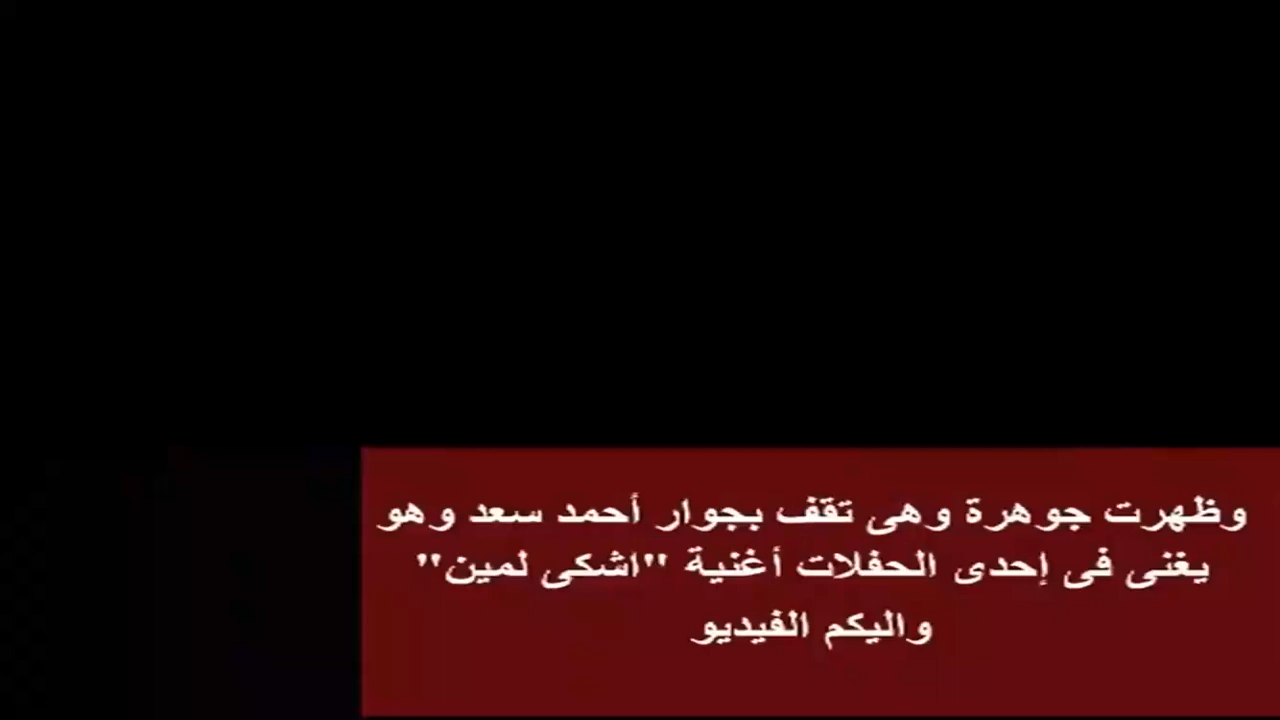 وظهرت جوهرة وهى تقف بجوار أحمد سعد وهو
يغنى فى إحدى الحفلات أغنية "اشكى لمين"
واليكم الفيديو